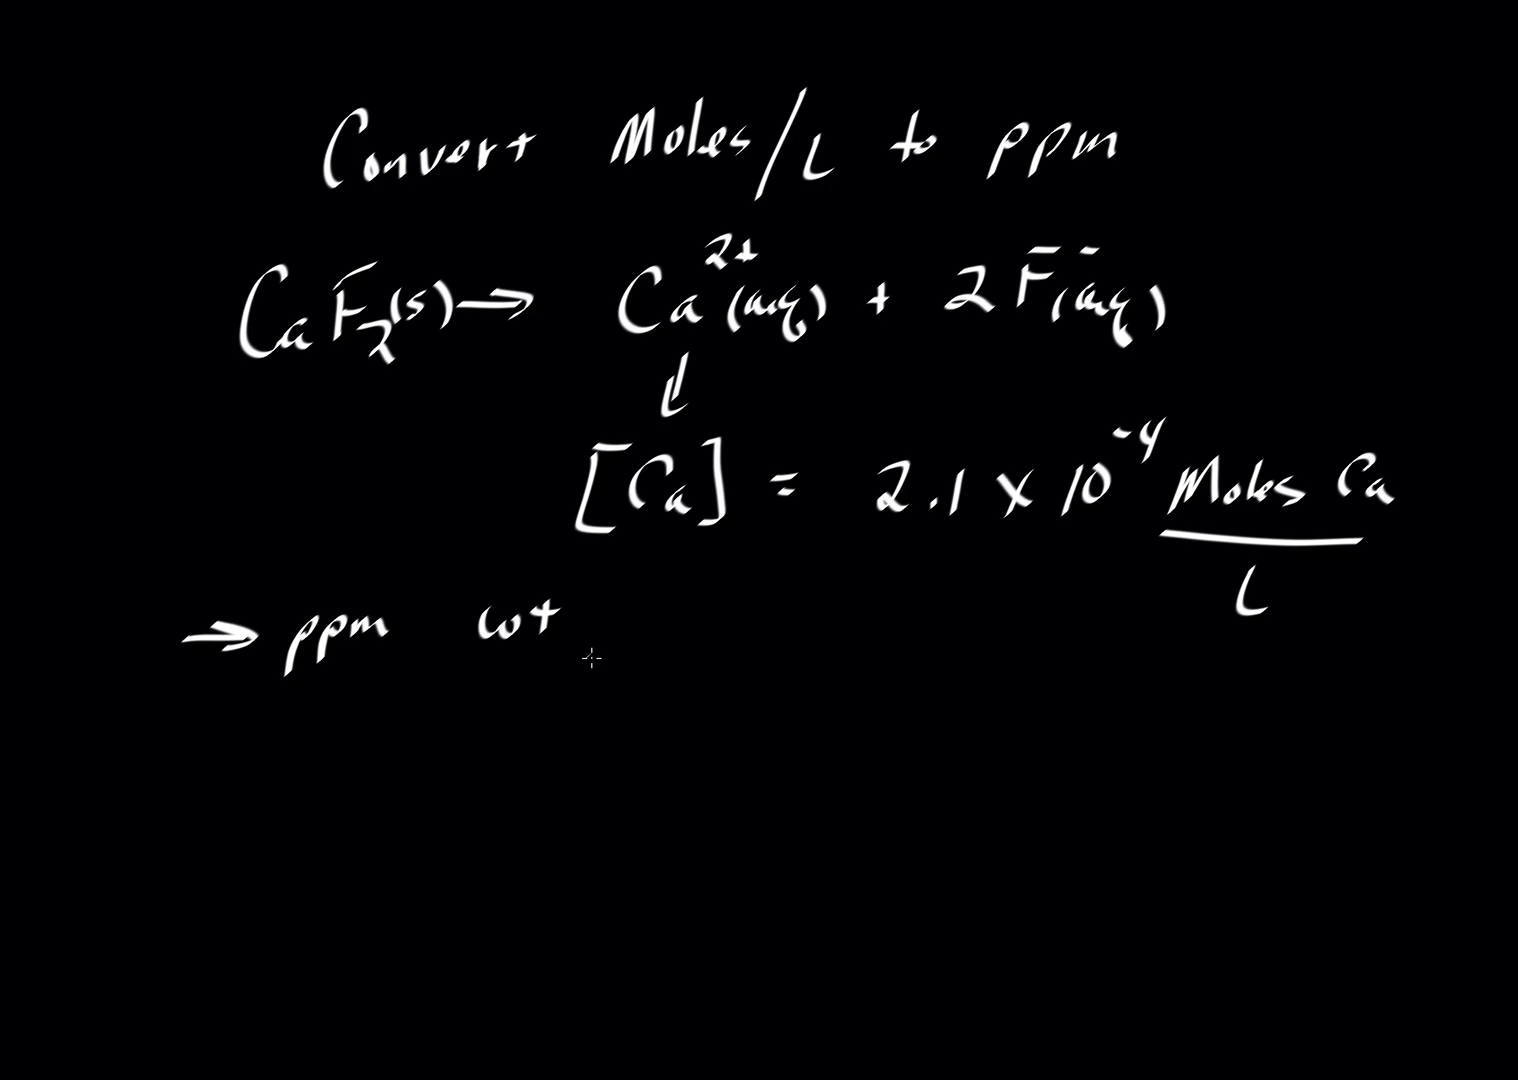 Convert Moles/L to ppm
CaF₂(s) → Ca²⁺(aq) + 2F⁻(aq)
[Ca] = 2.1 x 10⁻⁴ Moles Ca
L
→ ppm wt